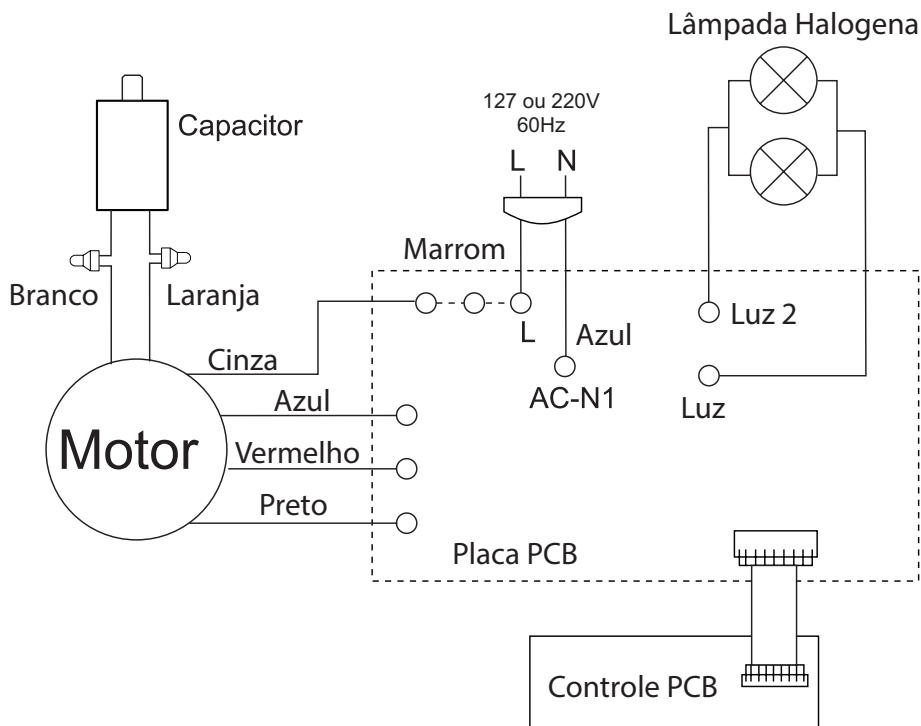 Lâmpada Halogena
127 ou 220V
60Hz
Capacitor
L N
Marrom
Branco
Laranja
L
Azul
Luz 2
Cinza
AC-N1
Luz
Azul
Motor
Vermelho
Preto
Placa PCB
Controle PCB